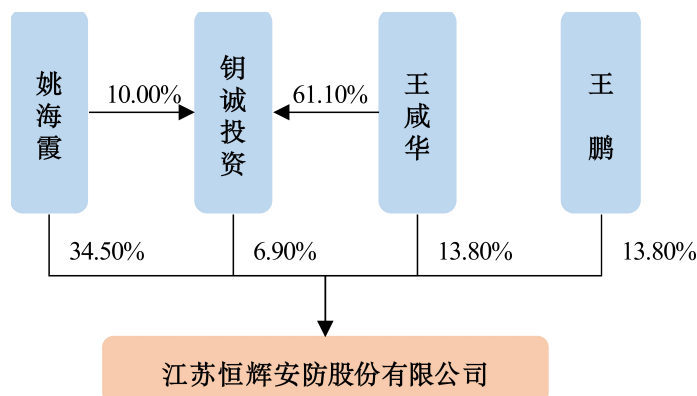 姚海霞
10.00%
钥诚投资
61.10%
王咸华
王 鹏
34.50%
6.90%
13.80%
13.80%
江苏恒辉安防股份有限公司